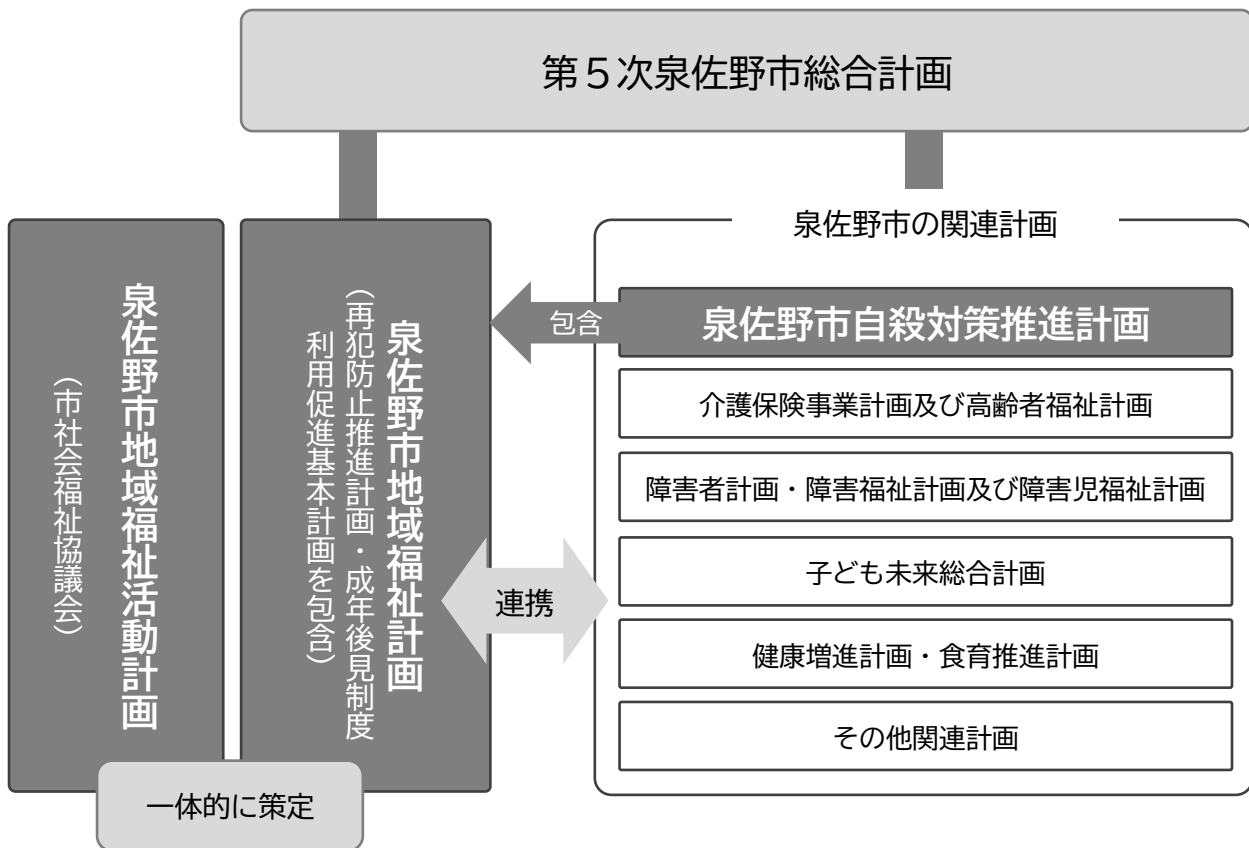 第５次泉佐野市総合計画
泉佐野市地域福祉活動計画
（市社会福祉協議会）
泉佐野市地域福祉計画
（再犯防止推進計画・成年後見制度
利用促進基本計画を包含）
一体的に策定
包含
連携
泉佐野市の関連計画
泉佐野市自殺対策推進計画
介護保険事業計画及び高齢者福祉計画
障害者計画・障害福祉計画及び障害児福祉計画
子ども未来総合計画
健康増進計画・食育推進計画
その他関連計画